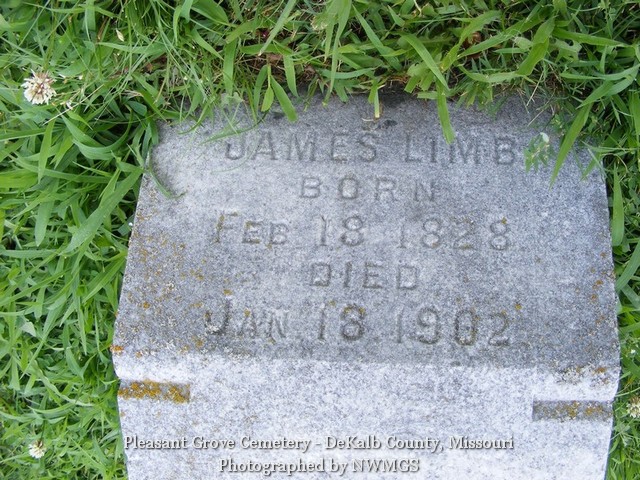 JAMES LIMB
BORN
FEB 18 1828
DIED
JAN. 18. 1902
Pleasant Grove Cemetery - DeKalb County, Missouri
Photographed by NWMGS